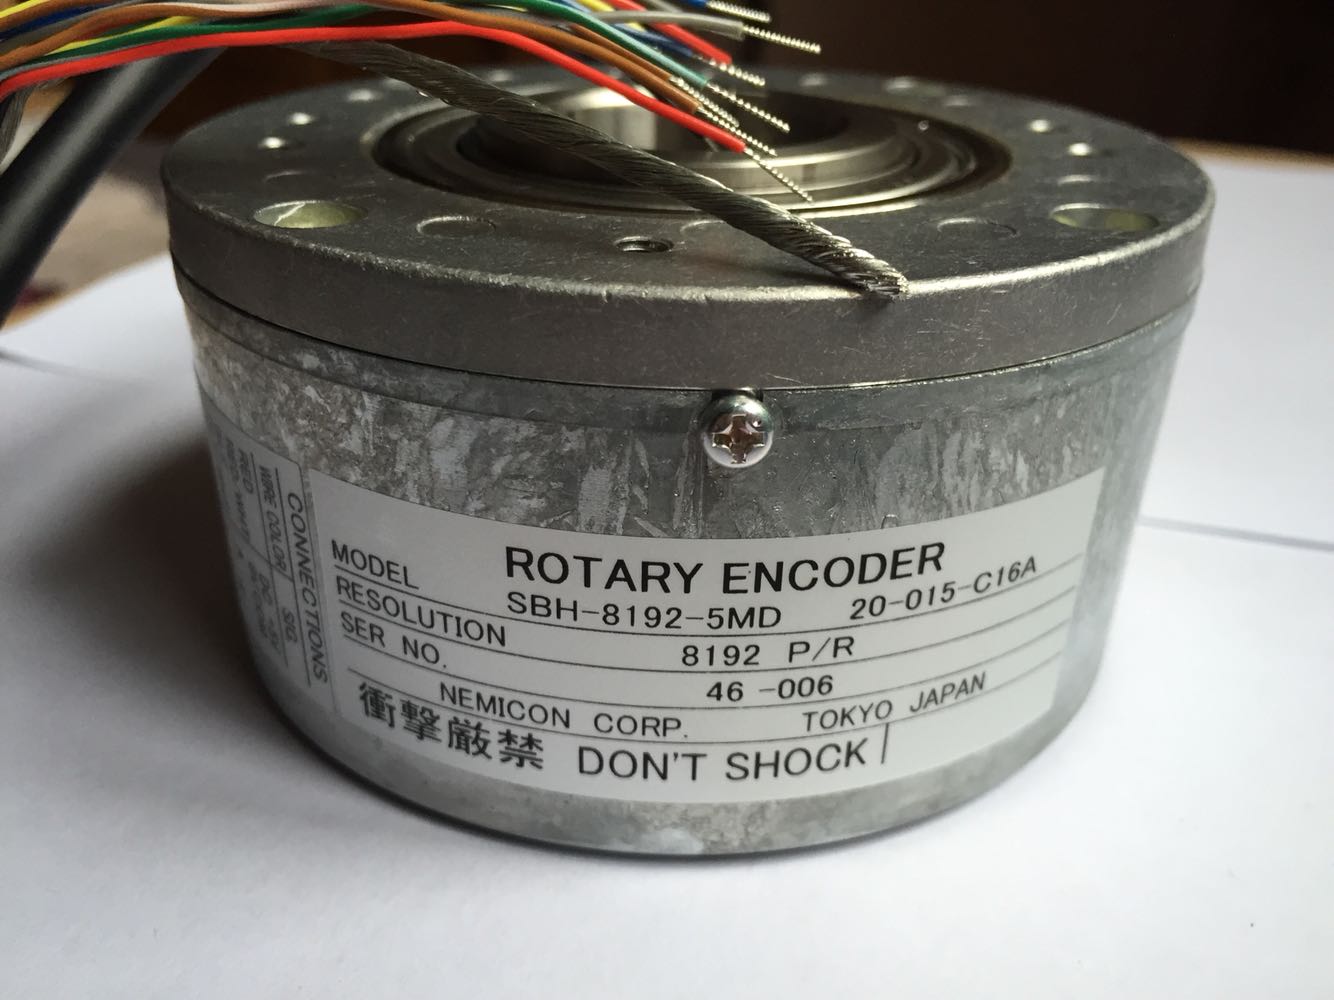 ROTARY ENCODER
MODEL SBH-8192-5MD 20-015-C16A
RESOLUTION 8192 P/R
SER NO. 46 -006
NEMICON CORP. TOKYO JAPAN
衝撃厳禁 DON'T SHOCK
CONNECTIONS
WIRE COLOR SIG
RED